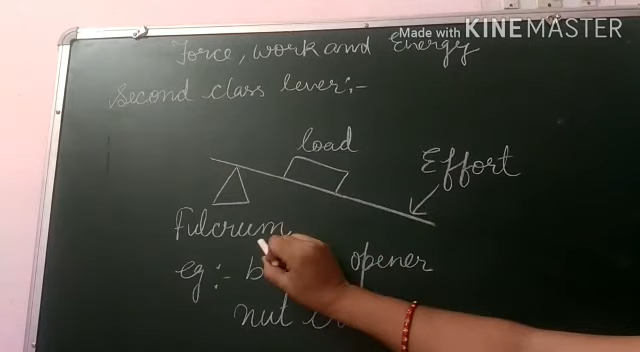 Made with KINEMASTER
Force, work and Energy
Second class lever:-
load
Effort
Fulcrum
eg:- opener
nut